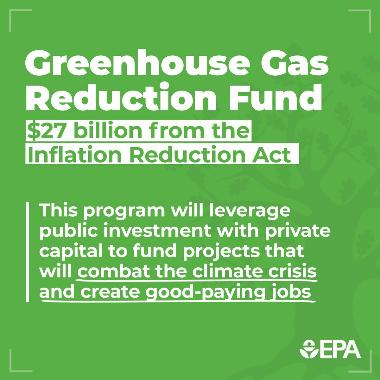 Greenhouse Gas
Reduction Fund
$27 billion from the
Inflation Reduction Act
This program will leverage
public investment with private
capital to fund projects that
will combat the climate crisis
and create good-paying jobs
EPA